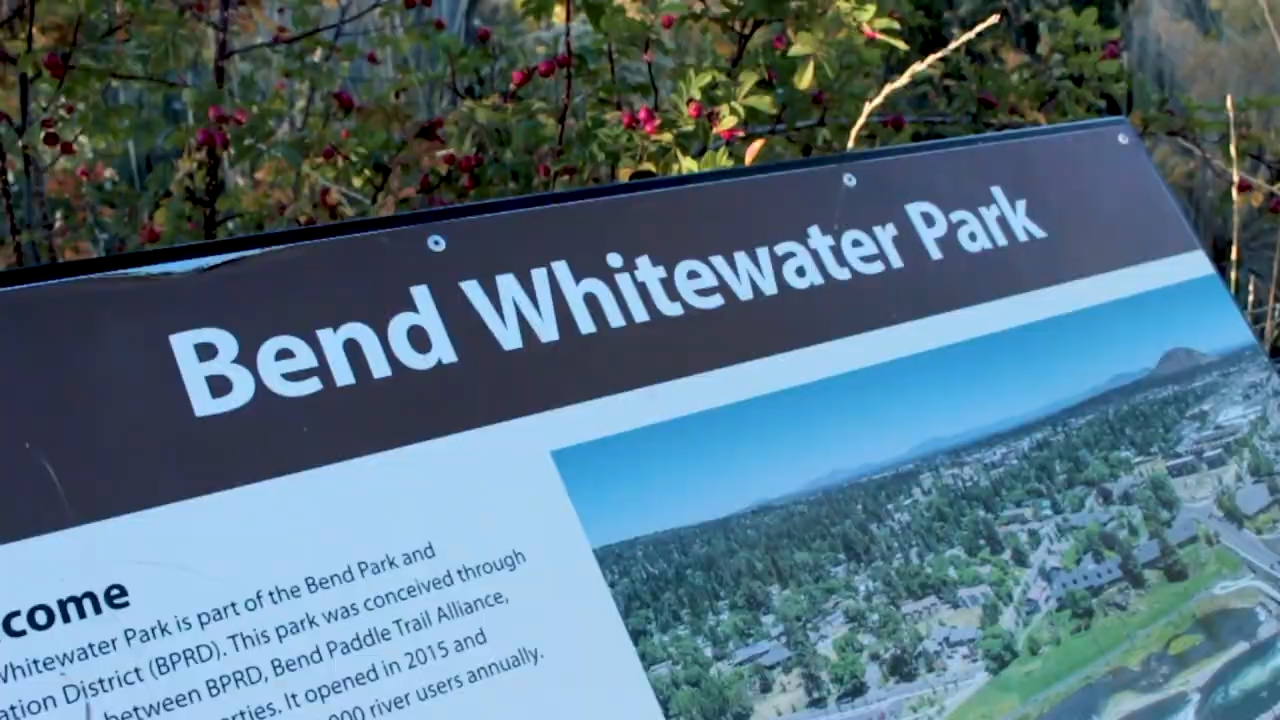 Bend Whitewater Park
come
Whitewater Park is part of the Bend Park and
ation District (BPRD). This park was conceived through
between BPRD, Bend Paddle Trail Alliance,
rties. It opened in 2015 and
000 river users annually.